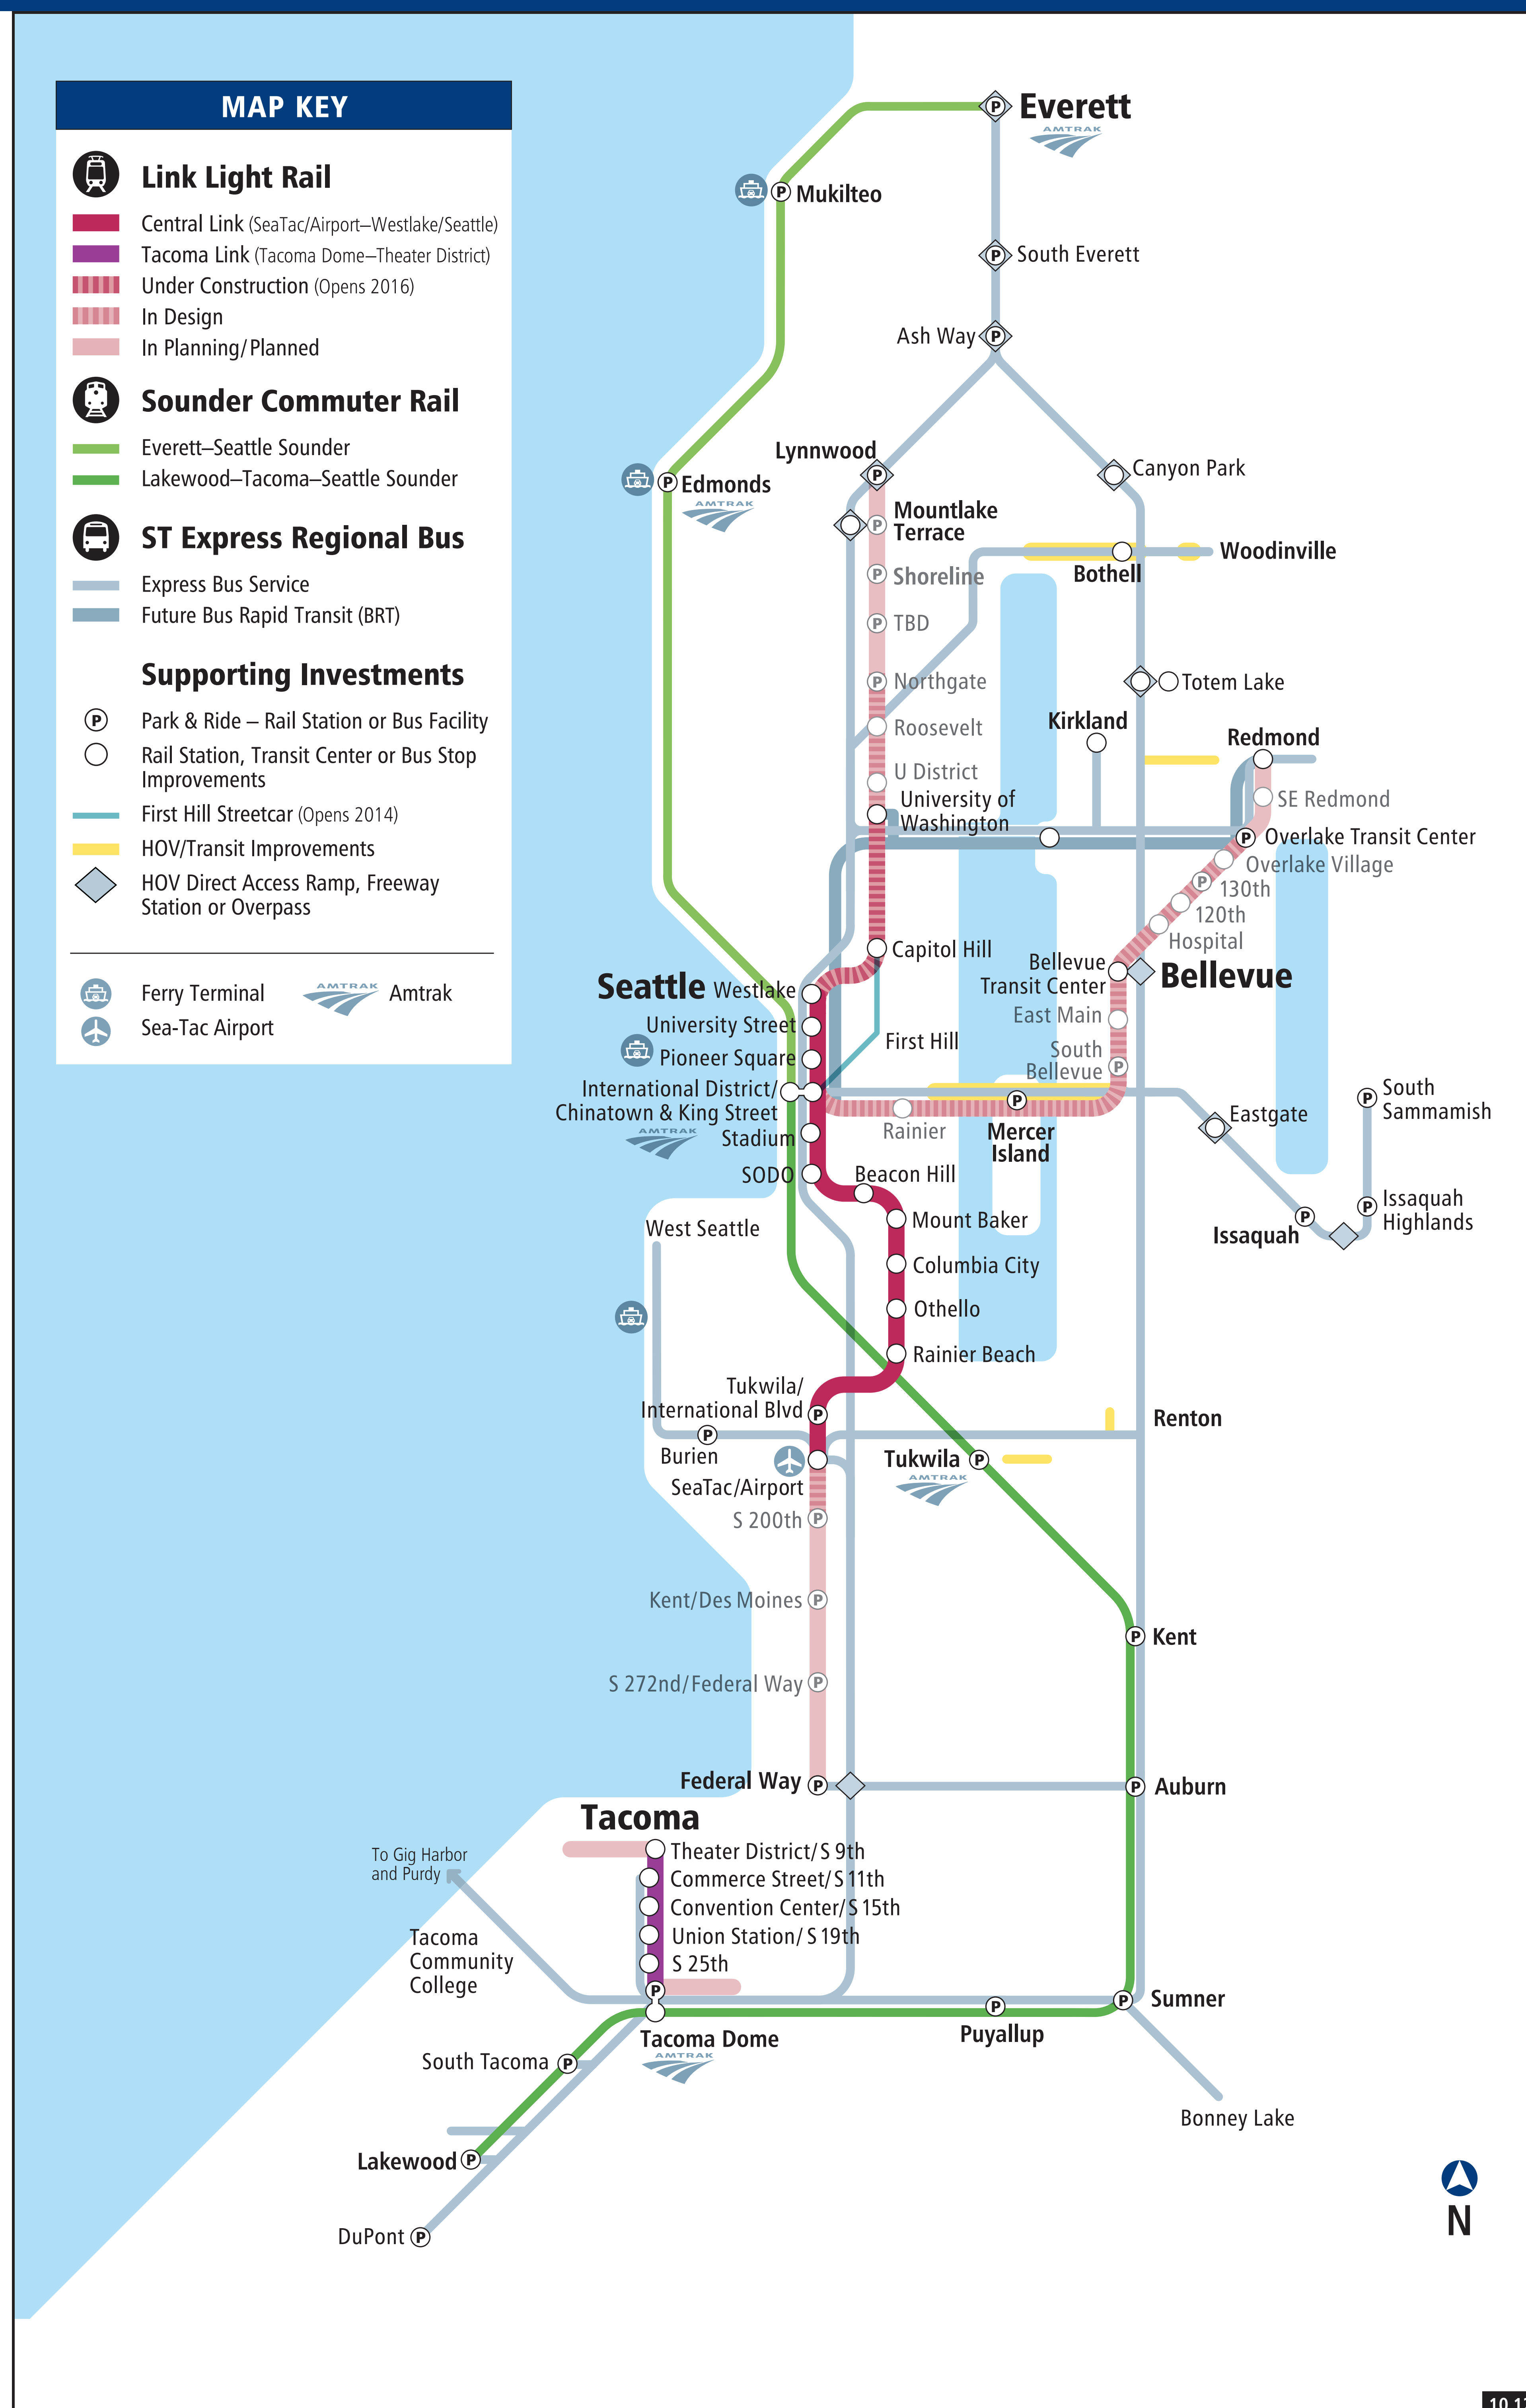 MAP KEY
Link Light Rail
Central Link (SeaTac/Airport–Westlake/Seattle)
Tacoma Link (Tacoma Dome–Theater District)
Under Construction (Opens 2016)
In Design
In Planning/Planned
Sounder Commuter Rail
Everett–Seattle Sounder
Lakewood–Tacoma–Seattle Sounder
ST Express Regional Bus
Express Bus Service
Future Bus Rapid Transit (BRT)
Supporting Investments
P
Park & Ride – Rail Station or Bus Facility
Rail Station, Transit Center or Bus Stop
Improvements
First Hill Streetcar (Opens 2014)
HOV/Transit Improvements
HOV Direct Access Ramp, Freeway
Station or Overpass
Ferry Terminal
AMTRAK
Amtrak
Sea-Tac Airport
P
Everett
AMTRAK
P
Mukilteo
P
South Everett
Ash Way
P
Lynnwood
P
Canyon Park
P
Edmonds
AMTRAK
P
Mountlake
Terrace
Woodinville
Bothell
P
Shoreline
P
TBD
P
Northgate
Totem Lake
Roosevelt
Kirkland
Redmond
U District
SE Redmond
University of
Washington
P
Overlake Transit Center
Overlake Village
P
130th
120th
Hospital
Capitol Hill
Bellevue
Transit Center
Bellevue
Seattle
Westlake
East Main
University Street
First Hill
South
Bellevue
P
Pioneer Square
International District/
Chinatown & King Street
AMTRAK
Stadium
Rainier
P
Mercer
Island
Eastgate
P
South
Sammamish
SODO
Beacon Hill
Mount Baker
P
Issaquah
Highlands
P
Issaquah
West Seattle
Columbia City
Othello
Rainier Beach
Tukwila/
International Blvd
P
Renton
P
Burien
Tukwila
P
AMTRAK
SeaTac/Airport
S 200th
P
Kent/Des Moines
P
P
Kent
S 272nd/Federal Way
P
Federal Way
P
P
Auburn
Tacoma
Theater District/S 9th
To Gig Harbor
and Purdy
Commerce Street/S 11th
Convention Center/S 15th
Union Station/S 19th
Tacoma
Community
College
S 25th
P
P
Sumner
P
Puyallup
Tacoma Dome
AMTRAK
South Tacoma
P
Bonney Lake
Lakewood
P
DuPont
P
N